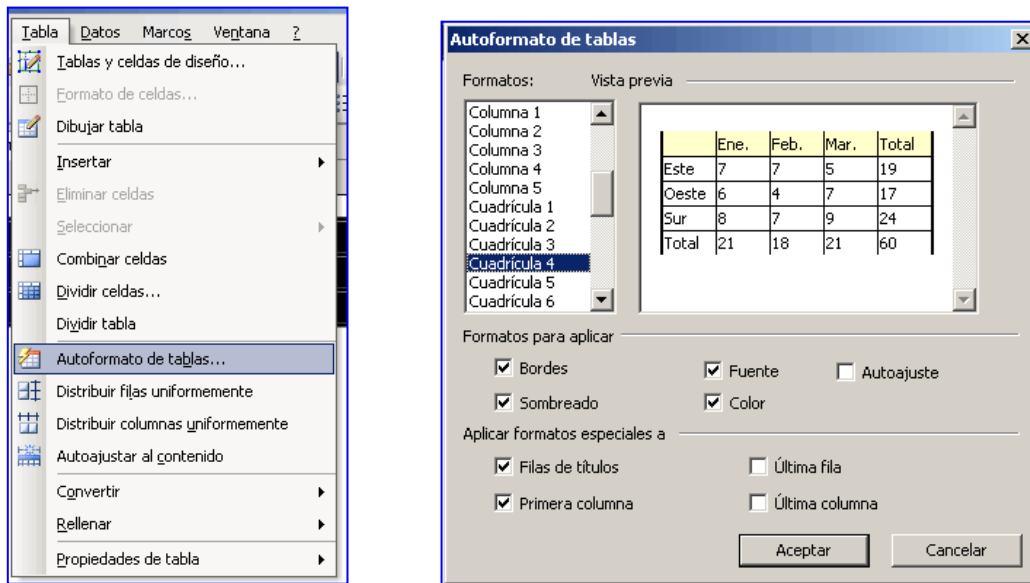 Tabla Datos Marcos Ventana ?
Tablas y celdas de diseño...
Formato de celdas...
Dibujar tabla
Insertar
Eliminar celdas
Seleccionar
Combinar celdas
Dividir celdas...
Dividir tabla
Autoformato de tablas...
Distribuir filas uniformemente
Distribuir columnas uniformemente
Autoajustar al contenido
Convertir
Rellenar
Propiedades de tabla
Autoformato de tablas
Formatos: Vista previa
Columna 1
Columna 2
Columna 3
Columna 4
Columna 5
Cuadrícula 1
Cuadrícula 2
Cuadrícula 3
Cuadrícula 4
Cuadrícula 5
Cuadrícula 6
Ene. Feb. Mar. Total
Este 7 7 5 19
Oeste 6 4 7 17
Sur 8 7 9 24
Total 21 18 21 60
Formatos para aplicar
Bordes Fuente Autoajuste
Sombreado Color
Aplicar formatos especiales a
Filas de títulos Última fila
Primera columna Última columna
Aceptar Cancelar